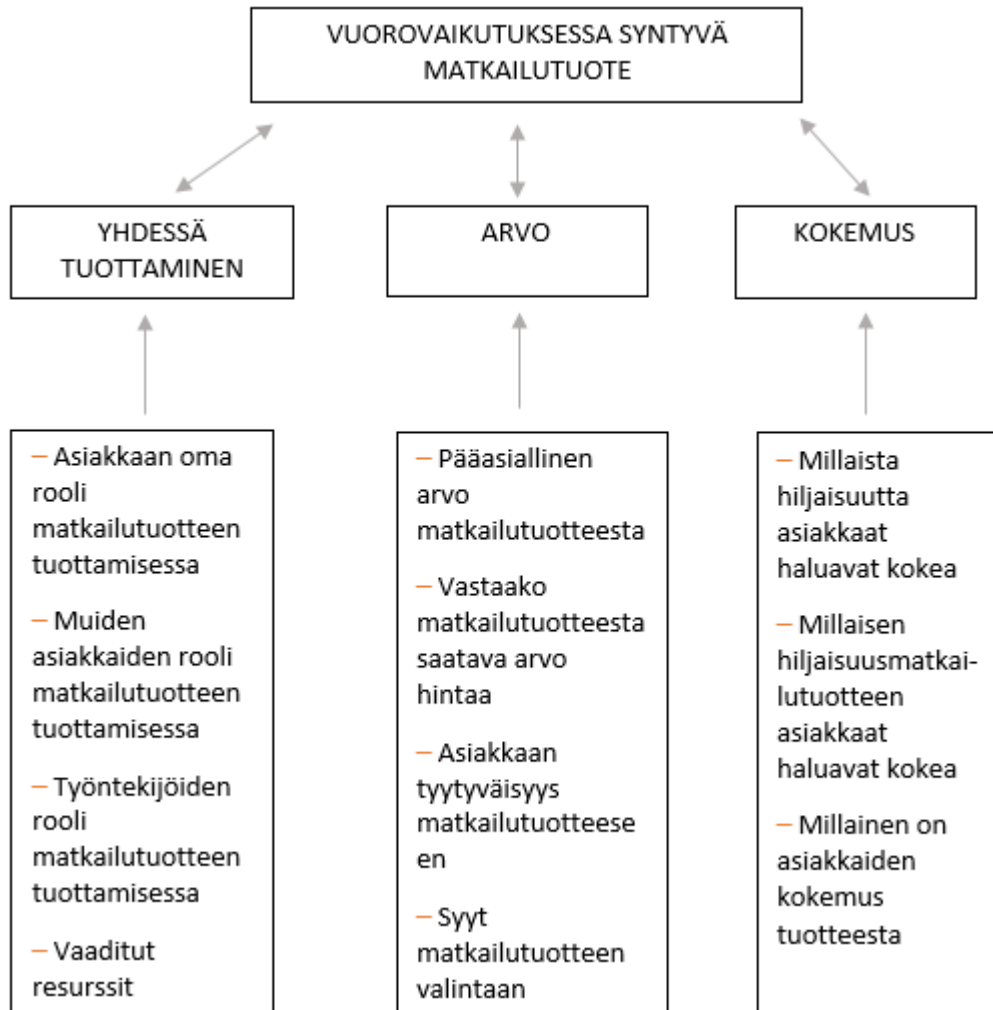 VUOROVAIKUTUKSESSA SYNTYVÄ
MATKAILUTUOTE
YHDESSÄ
TUOTTAMINEN
ARVO
KOKEMUS
– Asiakkaan oma
rooli
matkailutuotteen
tuottamisessa
– Muiden
asiakkaiden rooli
matkailutuotteen
tuottamisessa
– Työntekijöiden
rooli
matkailutuotteen
tuottamisessa
– Vaaditut
resurssit
– Pääasiallinen
arvo
matkailutuotteesta
– Vastaako
matkailutuotteesta
saatava arvo
hintaa
– Asiakkaan
tyytyväisyys
matkailutuotteese
en
– Syyt
matkailutuotteen
valintaan
– Millaista
hiljaisuutta
asiakkaat
haluavat kokea
– Millaisen
hiljaisuusmatkai-
lutuotteen
asiakkaat
haluavat kokea
– Millainen on
asiakkaiden
kokemus
tuotteesta